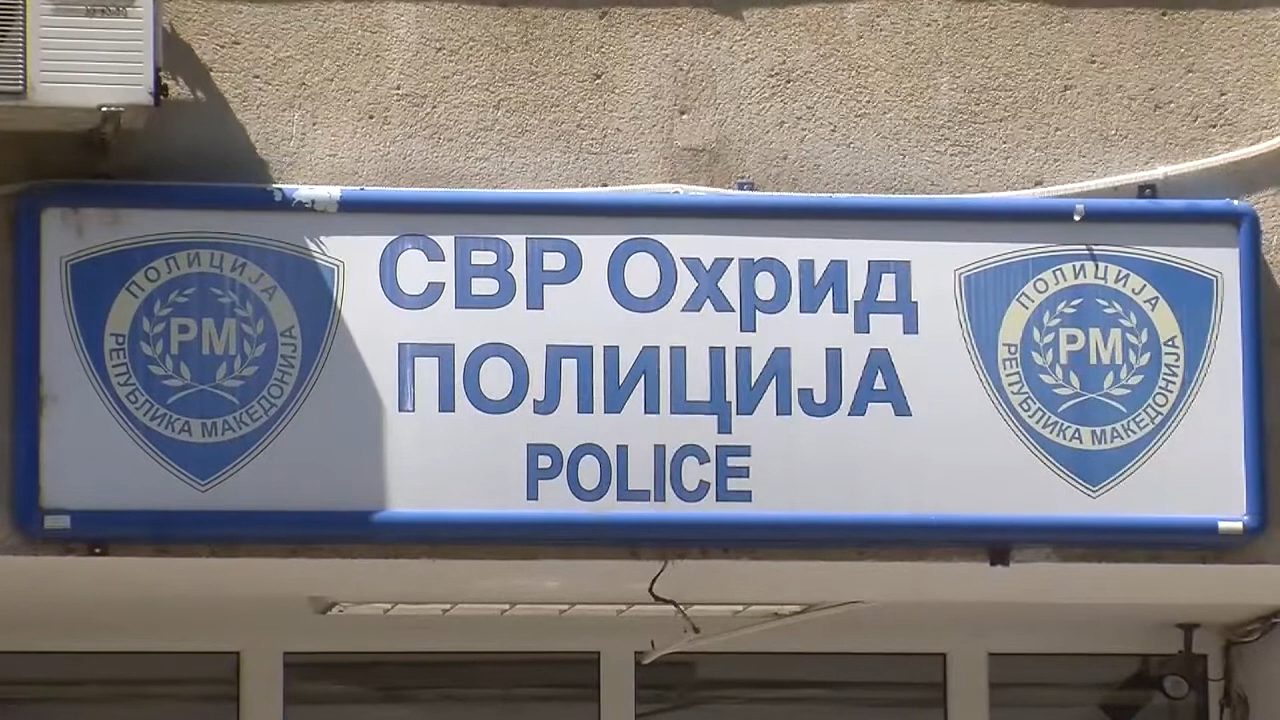 СВР Охрид
ПОЛИЦИЈА
POLICE
ПОЛИЦИЈА
РМ
РЕПУБЛИКА МАКЕДОНИЈА
ПОЛИЦИЈА
РМ
РЕПУБЛИКА МАКЕДОНИЈА